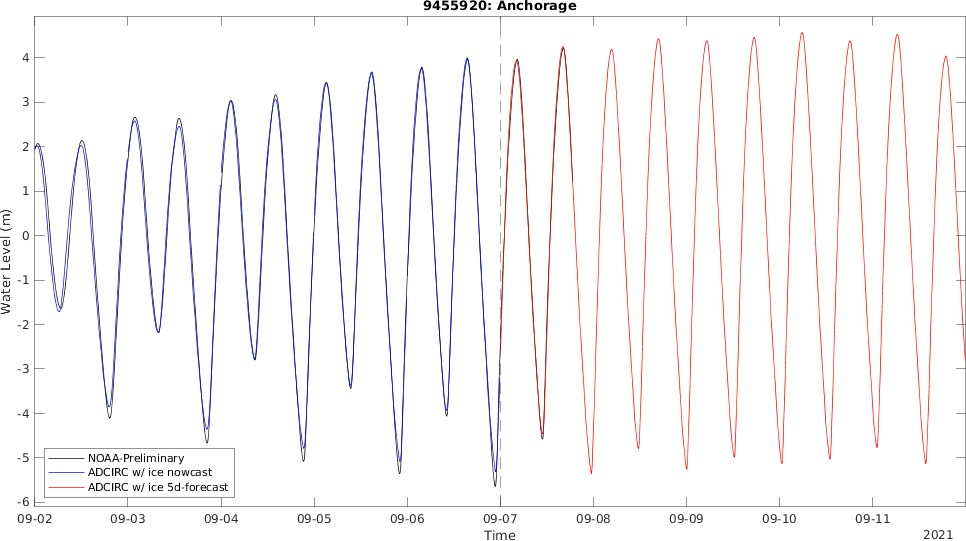 9455920: Anchorage
Water Level (m)
4
3
2
1
0
-1
-2
-3
-4
-5
-6
NOAA-Preliminary
ADCIRC w/ ice nowcast
ADCIRC w/ ice 5d-forecast
09-02 09-03 09-04 09-05 09-06 09-07 09-08 09-09 09-10 09-11
Time
2021